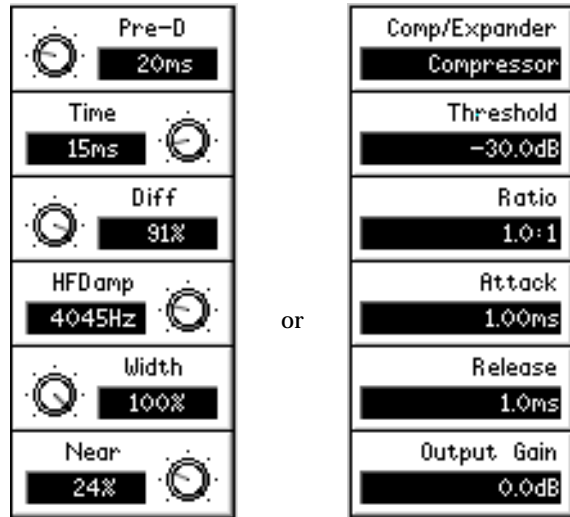 Pre-D
20ms
Time
15ms
Diff
91%
HFDamp
4045Hz
Width
100%
Near
24%
or
Comp/Expander
Compressor
Threshold
-30.0dB
Ratio
1.0:1
Attack
1.00ms
Release
1.0ms
Output Gain
0.0dB